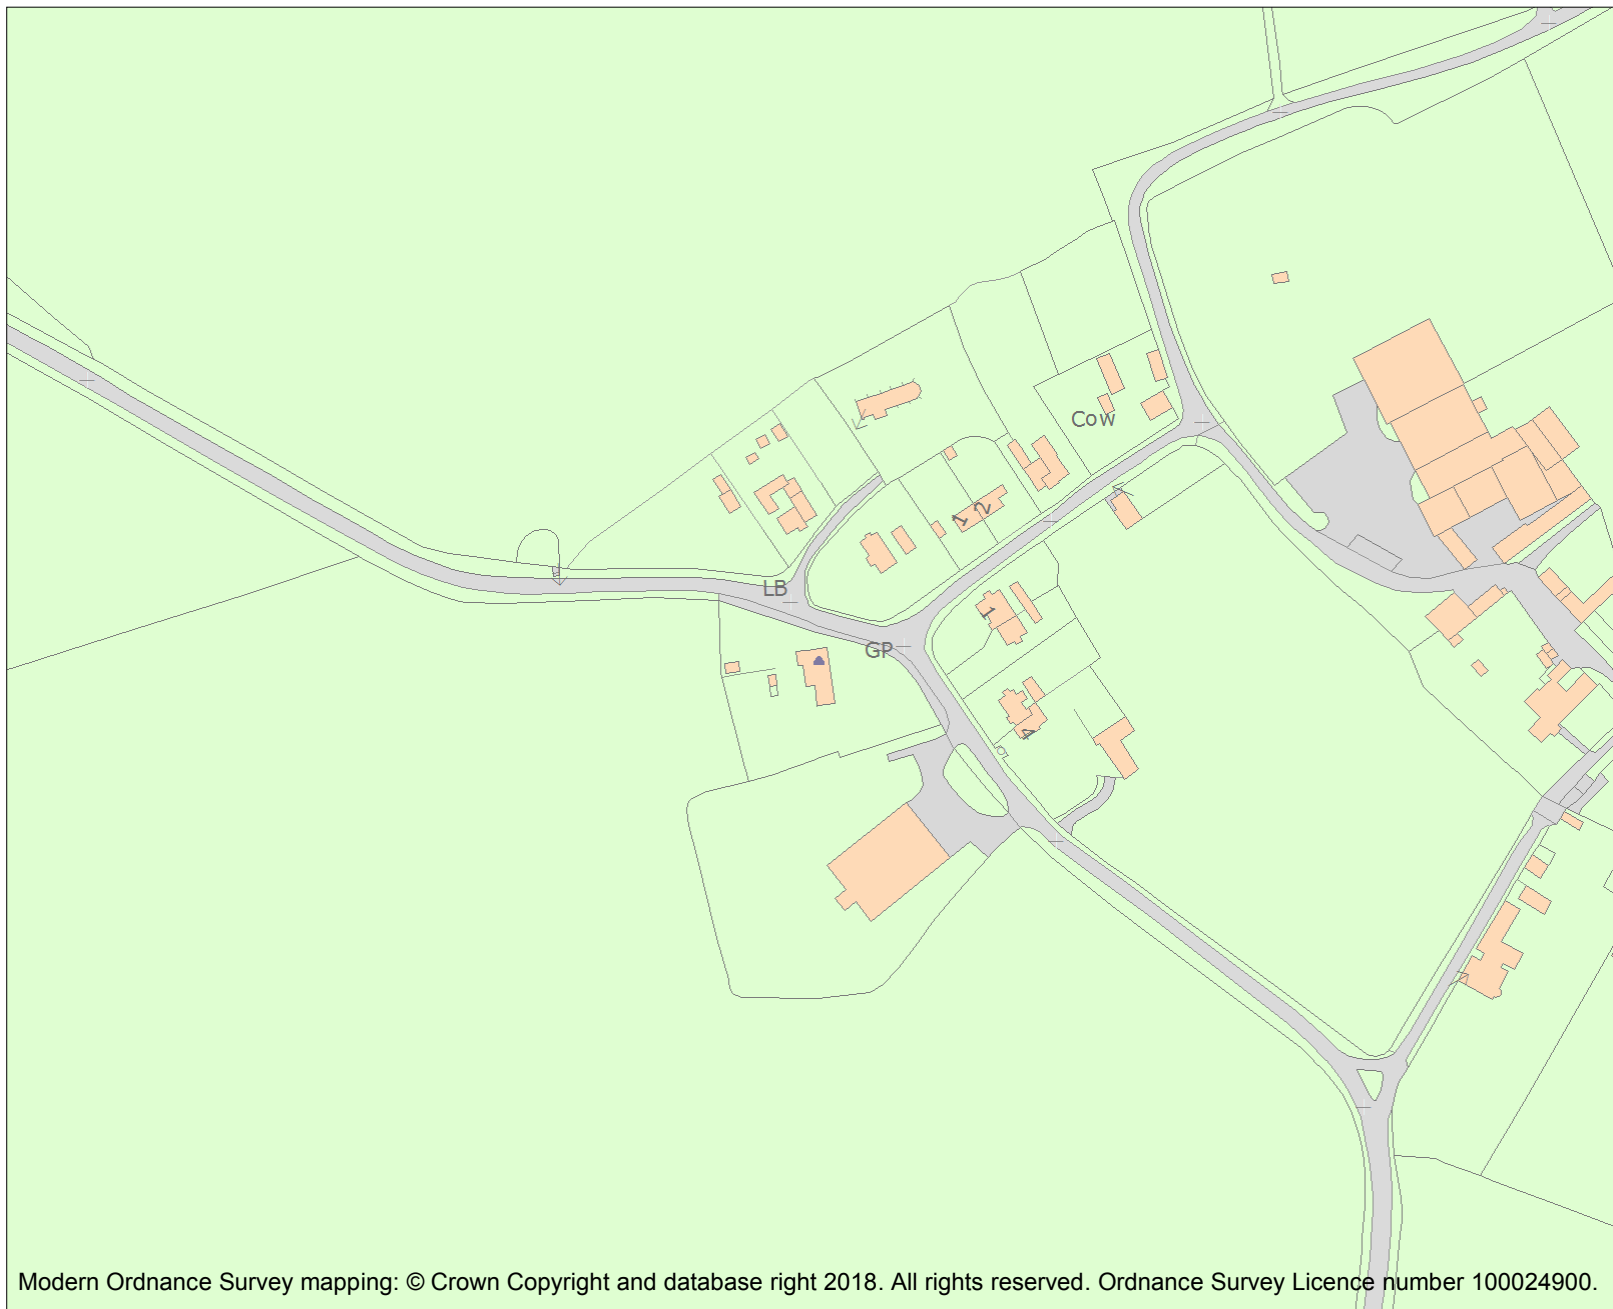 Cow
1 2
LB
1
GP
4
Modern Ordnance Survey mapping: © Crown Copyright and database right 2018. All rights reserved. Ordnance Survey Licence number 100024900.